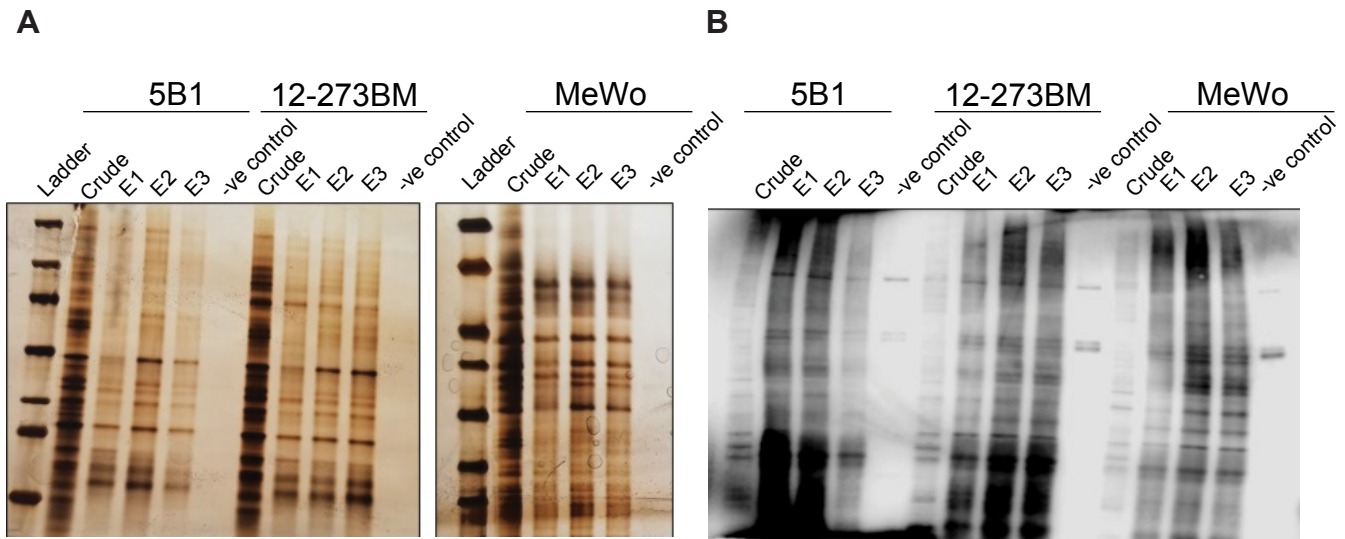 A
B
5B1
12-273BM
MeWo
5B1
12-273BM
MeWo
Ladder
Crude
E1
E2
E3
-ve control
Crude
E1
E2
E3
-ve control
Ladder
Crude
E1
E2
E3
-ve control
Crude
E1
E2
E3
-ve control
Crude
E1
E2
E3
-ve control
Crude
E1
E2
E3
-ve control